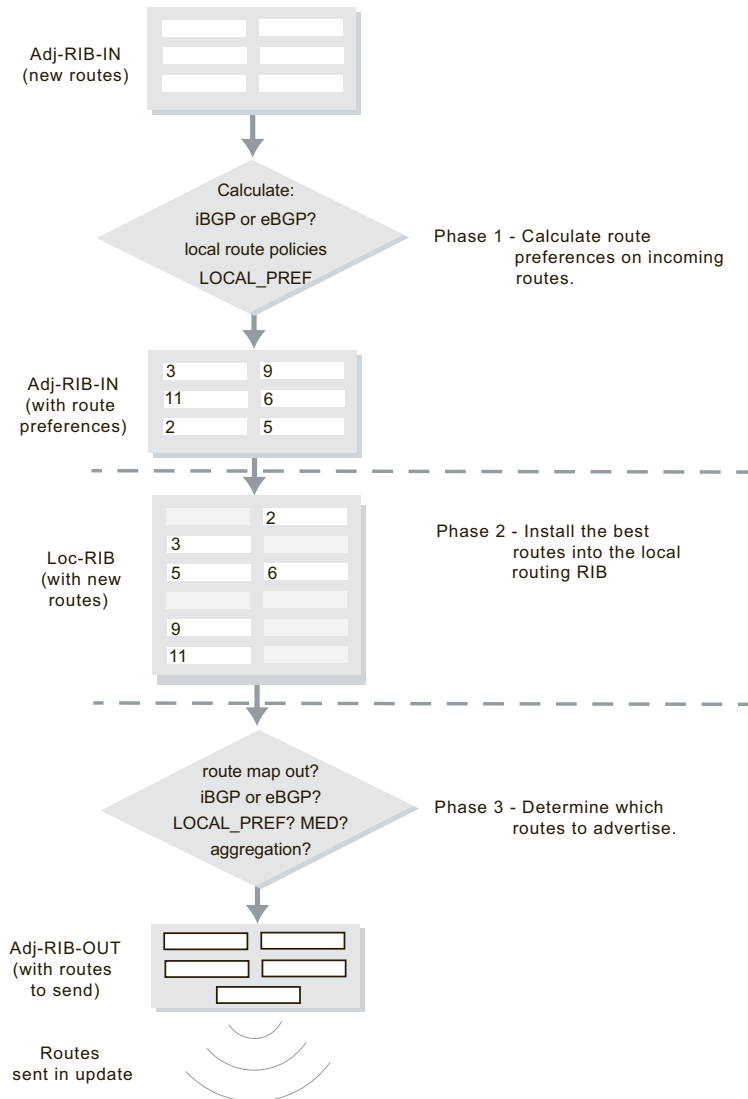 Adj-RIB-IN
(new routes)
Calculate:
iBGP or eBGP?
local route policies
LOCAL_PREF
Phase 1 - Calculate route
preferences on incoming
routes.
Adj-RIB-IN
(with route
preferences)
3 9
11 6
2 5
Loc-RIB
(with new
routes)
2
3
5 6
9
11
Phase 2 - Install the best
routes into the local
routing RIB
route map out?
iBGP or eBGP?
LOCAL_PREF? MED?
aggregation?
Phase 3 - Determine which
routes to advertise.
Adj-RIB-OUT
(with routes
to send)
Routes
sent in update